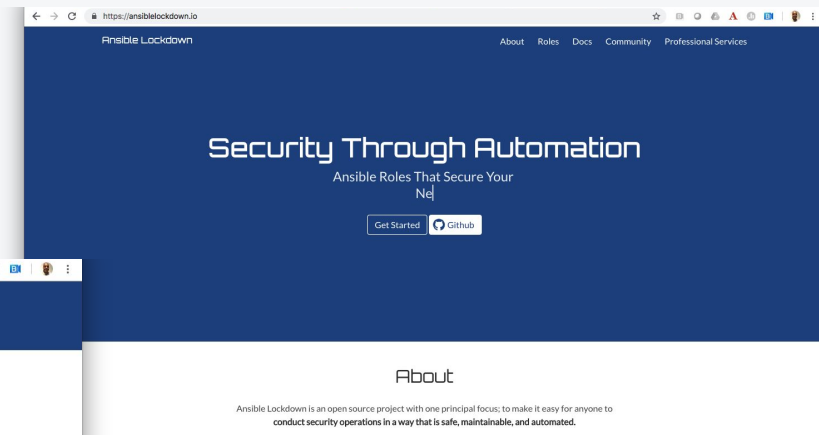 https://ansiblelockdown.io
Ansible Lockdown
About Roles Docs Community Professional Services
Security Through Automation
Ansible Roles That Secure Your
Ne
Get Started Github
About
Ansible Lockdown is an open source project with one principal focus; to make it easy for anyone to
conduct security operations in a way that is safe, maintainable, and automated.